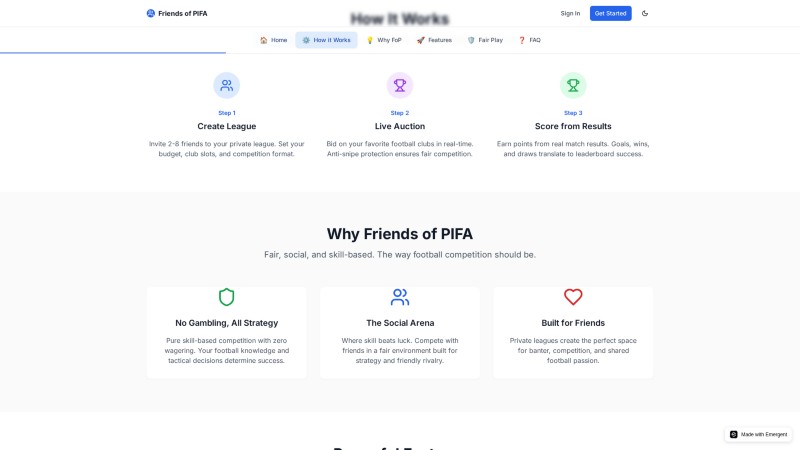 Friends of PIFA
How It Works
Sign In
Get Started
🏠 Home
⚙️ How it Works
💡 Why FoP
🚀 Features
🛡️ Fair Play
❓ FAQ
Step 1
Create League
Invite 2-8 friends to your private league. Set your
budget, club slots, and competition format.
Step 2
Live Auction
Bid on your favorite football clubs in real-time.
Anti-snipe protection ensures fair competition.
Step 3
Score from Results
Earn points from real match results. Goals, wins,
and draws translate to leaderboard success.
Why Friends of PIFA
Fair, social, and skill-based. The way football competition should be.
No Gambling, All Strategy
Pure skill-based competition with zero
wagering. Your football knowledge and
tactical decisions determine success.
The Social Arena
Where skill beats luck. Compete with
friends in a fair environment built for
strategy and friendly rivalry.
Built for Friends
Private leagues create the perfect space
for banter, competition, and shared
football passion.
Made with Emergent